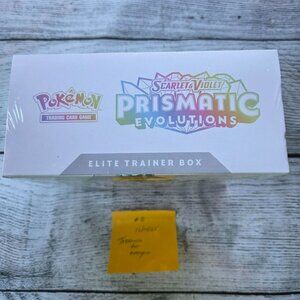 Pokémon
TRADING CARD GAME
SCARLET & VIOLET
PRISMATIC
EVOLUTIONS
ELITE TRAINER BOX